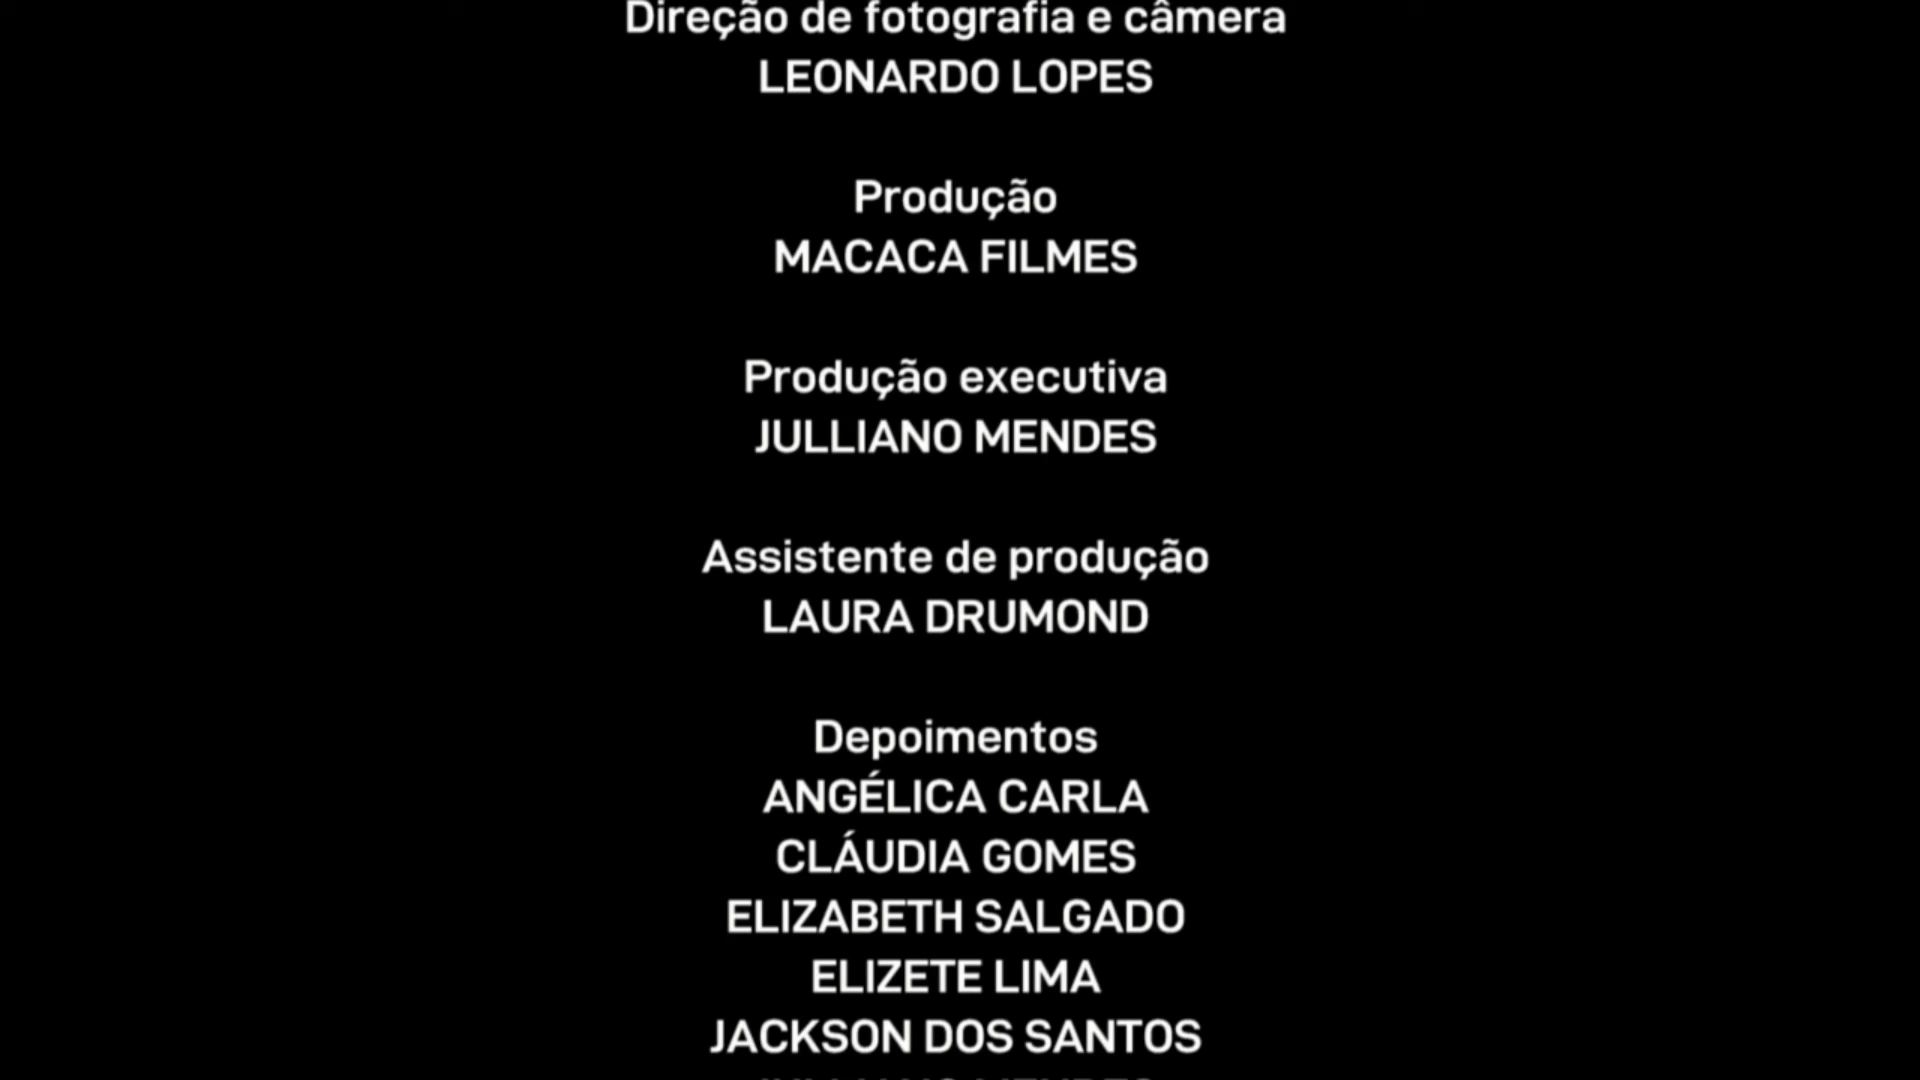 Direção de fotografia e câmera
LEONARDO LOPES
Produção
MACACA FILMES
Produção executiva
JULLIANO MENDES
Assistente de produção
LAURA DRUMOND
Depoimentos
ANGÉLICA CARLA
CLÁUDIA GOMES
ELIZABETH SALGADO
ELIZETE LIMA
JACKSON DOS SANTOS